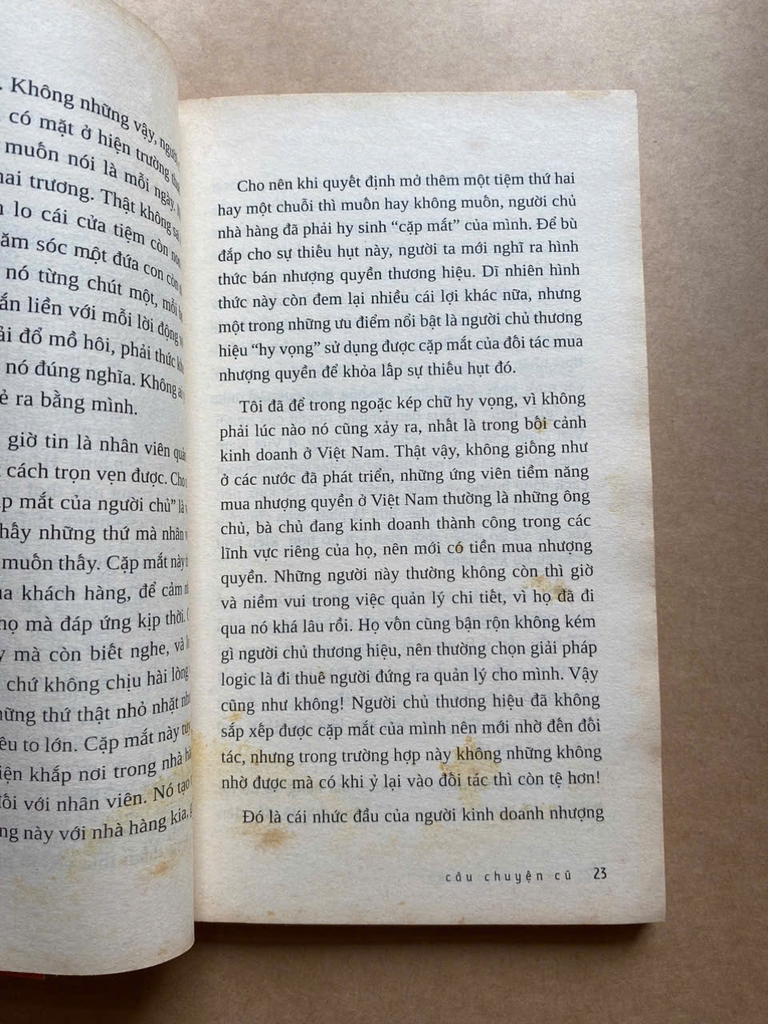 . Không những vậy,
có mặt ở hiện trường
muốn nói là mỗi ngày.
ai trương. Thật không
lo cái cửa tiệm còn non
ăm sóc một đứa con còn
nó từng chút một, mỗi
ắn liền với mỗi lời động
ải đổ mồ hôi, phải thức
nó đúng nghĩa. Không ai
ẻ ra bằng mình.
giờ tin là nhân viên
cách trọn vẹn được. Cho
ặp mắt của người chủ” là
hấy những thứ mà nhân
muốn thấy. Cặp mắt này
ủa khách hàng, để cảm
họ mà đáp ứng kịp thời.
mà còn biết nghe, và
chứ không chịu hài lòng
ững thứ thật nhỏ nhặt
ều to lớn. Cặp mắt này
iện khắp nơi trong nhà
đối với nhân viên. Nó tạo
ng này với nhà hàng kia,
Cho nên khi quyết định mở thêm một tiệm thứ hai
hay một chuỗi thì muốn hay không muốn, người chủ
nhà hàng đã phải hy sinh “cặp mắt” của mình. Để bù
đắp cho sự thiếu hụt này, người ta mới nghĩ ra hình
thức bán nhượng quyền thương hiệu. Dĩ nhiên hình
thức này còn đem lại nhiều cái lợi khác nữa, nhưng
một trong những ưu điểm nổi bật là người chủ thương
hiệu “hy vọng” sử dụng được cặp mắt của đối tác mua
nhượng quyền để khỏa lấp sự thiếu hụt đó.
Tôi đã để trong ngoặc kép chữ hy vọng, vì không
phải lúc nào nó cũng xảy ra, nhất là trong bối cảnh
kinh doanh ở Việt Nam. Thật vậy, không giống như
ở các nước đã phát triển, những ứng viên tiềm năng
mua nhượng quyền ở Việt Nam thường là những ông
chủ, bà chủ đang kinh doanh thành công trong các
lĩnh vực riêng của họ, nên mới có tiền mua nhượng
quyền. Những người này thường không còn thì giờ
và niềm vui trong việc quản lý chi tiết, vì họ đã đi
qua nó khá lâu rồi. Họ vốn cũng bận rộn không kém
gì người chủ thương hiệu, nên thường chọn giải pháp
logic là đi thuê người đứng ra quản lý cho mình. Vậy
cũng như không! Người chủ thương hiệu đã không
sắp xếp được cặp mắt của mình nên mới nhờ đến đối
tác, nhưng trong trường hợp này không những không
nhờ được mà có khi ỷ lại vào đối tác thì còn tệ hơn!
Đó là cái nhức đầu của người kinh doanh nhượng
câu chuyện cũ 23